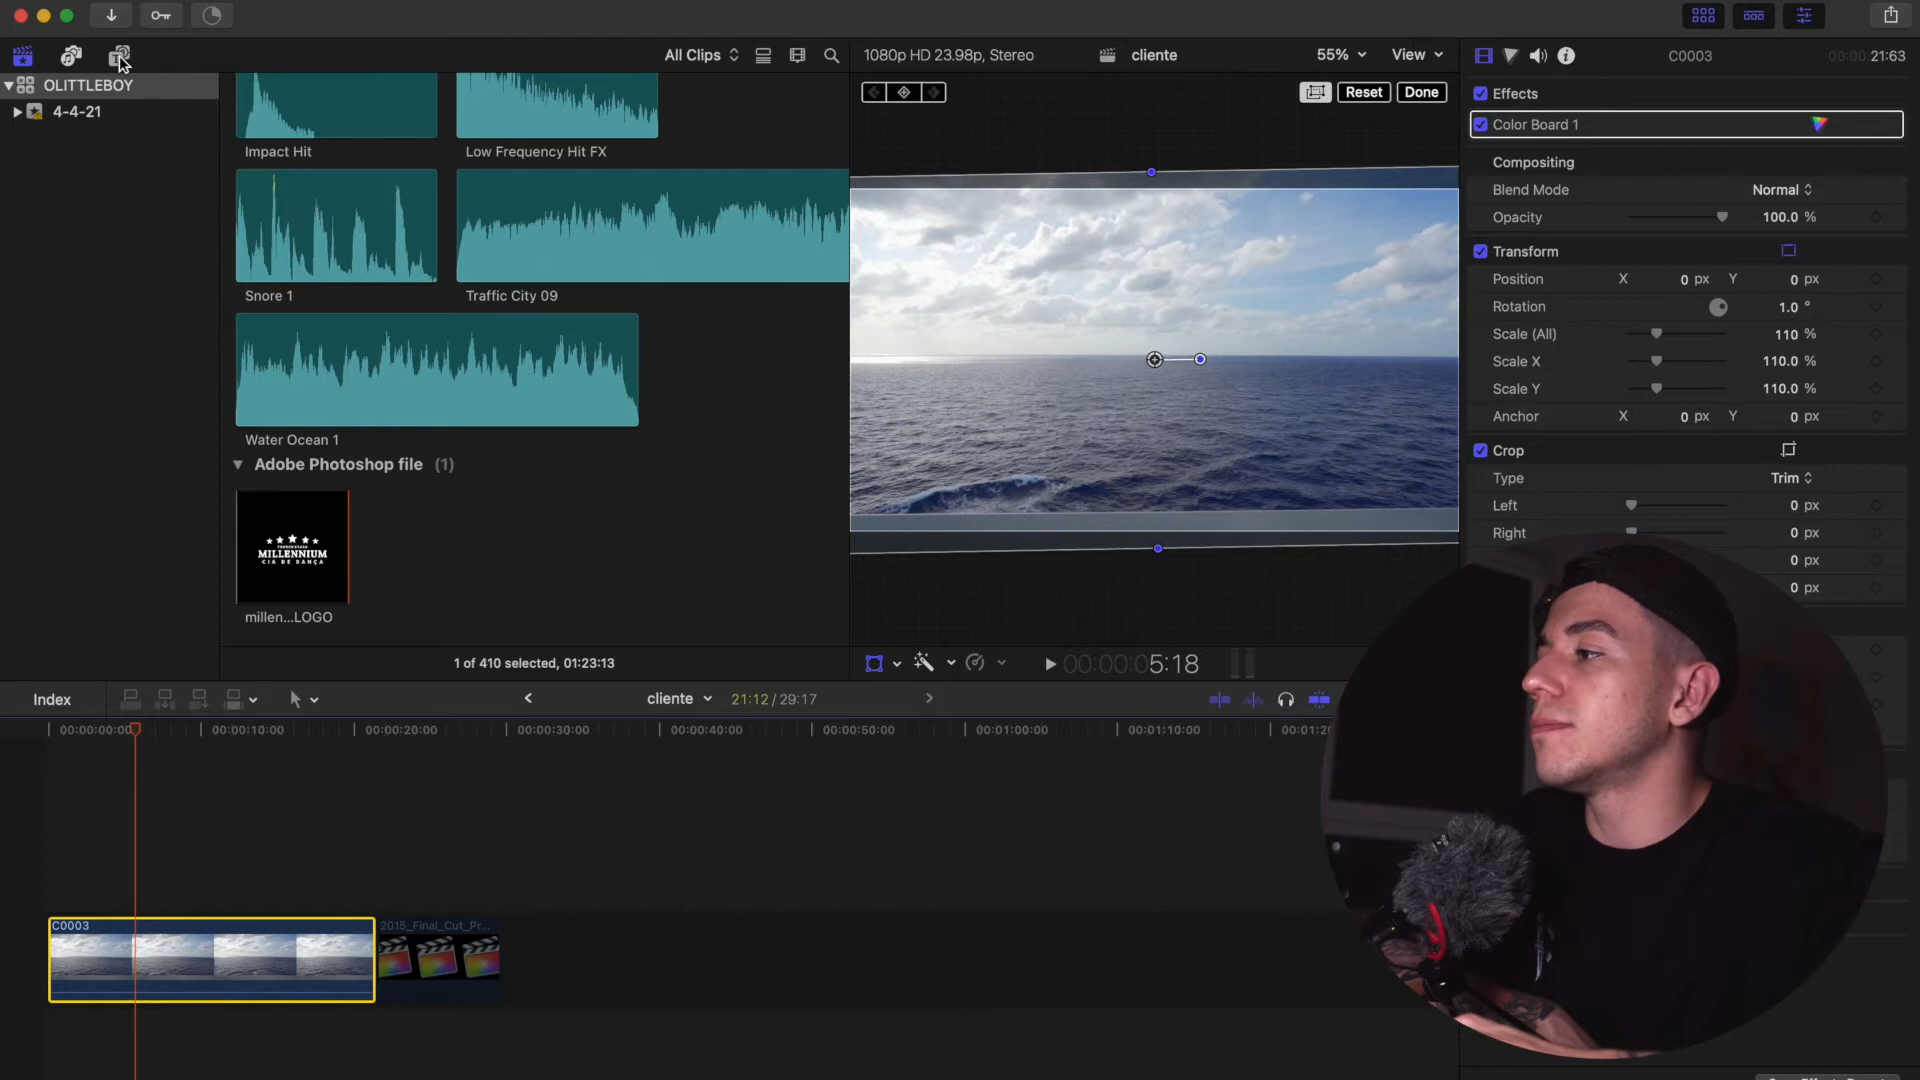 All Clips
1080p HD 23.98p, Stereo
cliente
55%
View
C0003
00:00:21:63
OLITTLEBOY
4-4-21
Reset
Done
Effects
Color Board 1
Impact Hit
Low Frequency Hit FX
Compositing
Blend Mode
Normal
Opacity
100.0 %
Transform
Position
X
0 px
Y
0 px
Rotation
1.0 °
Scale (All)
110 %
Scale X
110.0 %
Scale Y
110.0 %
Anchor
X
0 px
Y
0 px
Snore 1
Traffic City 09
Crop
Type
Trim
Left
0 px
Right
0 px
0 px
0 px
Water Ocean 1
Adobe Photoshop file (1)
MILLENNIUM
CIA DE DANÇA
millen...LOGO
1 of 410 selected, 01:23:13
00:00:05:18
Index
cliente
21:12 / 29:17
00:00:00:00
00:00:10:00
00:00:20:00
00:00:30:00
00:00:40:00
00:00:50:00
00:01:00:00
00:01:10:00
C0003
2015_Final_Cut_Pr...